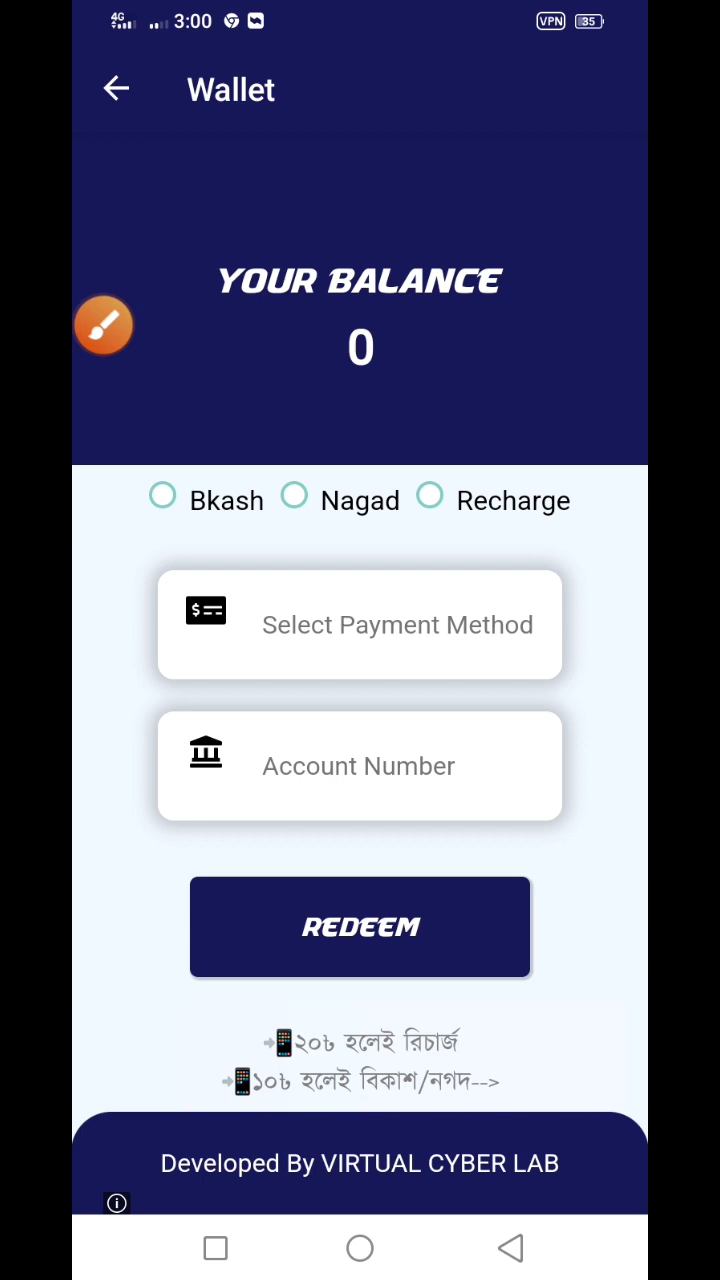 4G 3:00 VPN 35
Wallet
YOUR BALANCE
0
Bkash Nagad Recharge
Select Payment Method
Account Number
REDEEM
২০৳ হলেই রিচার্জ
১০৳ হলেই বিকাশ/নগদ-->
Developed By VIRTUAL CYBER LAB